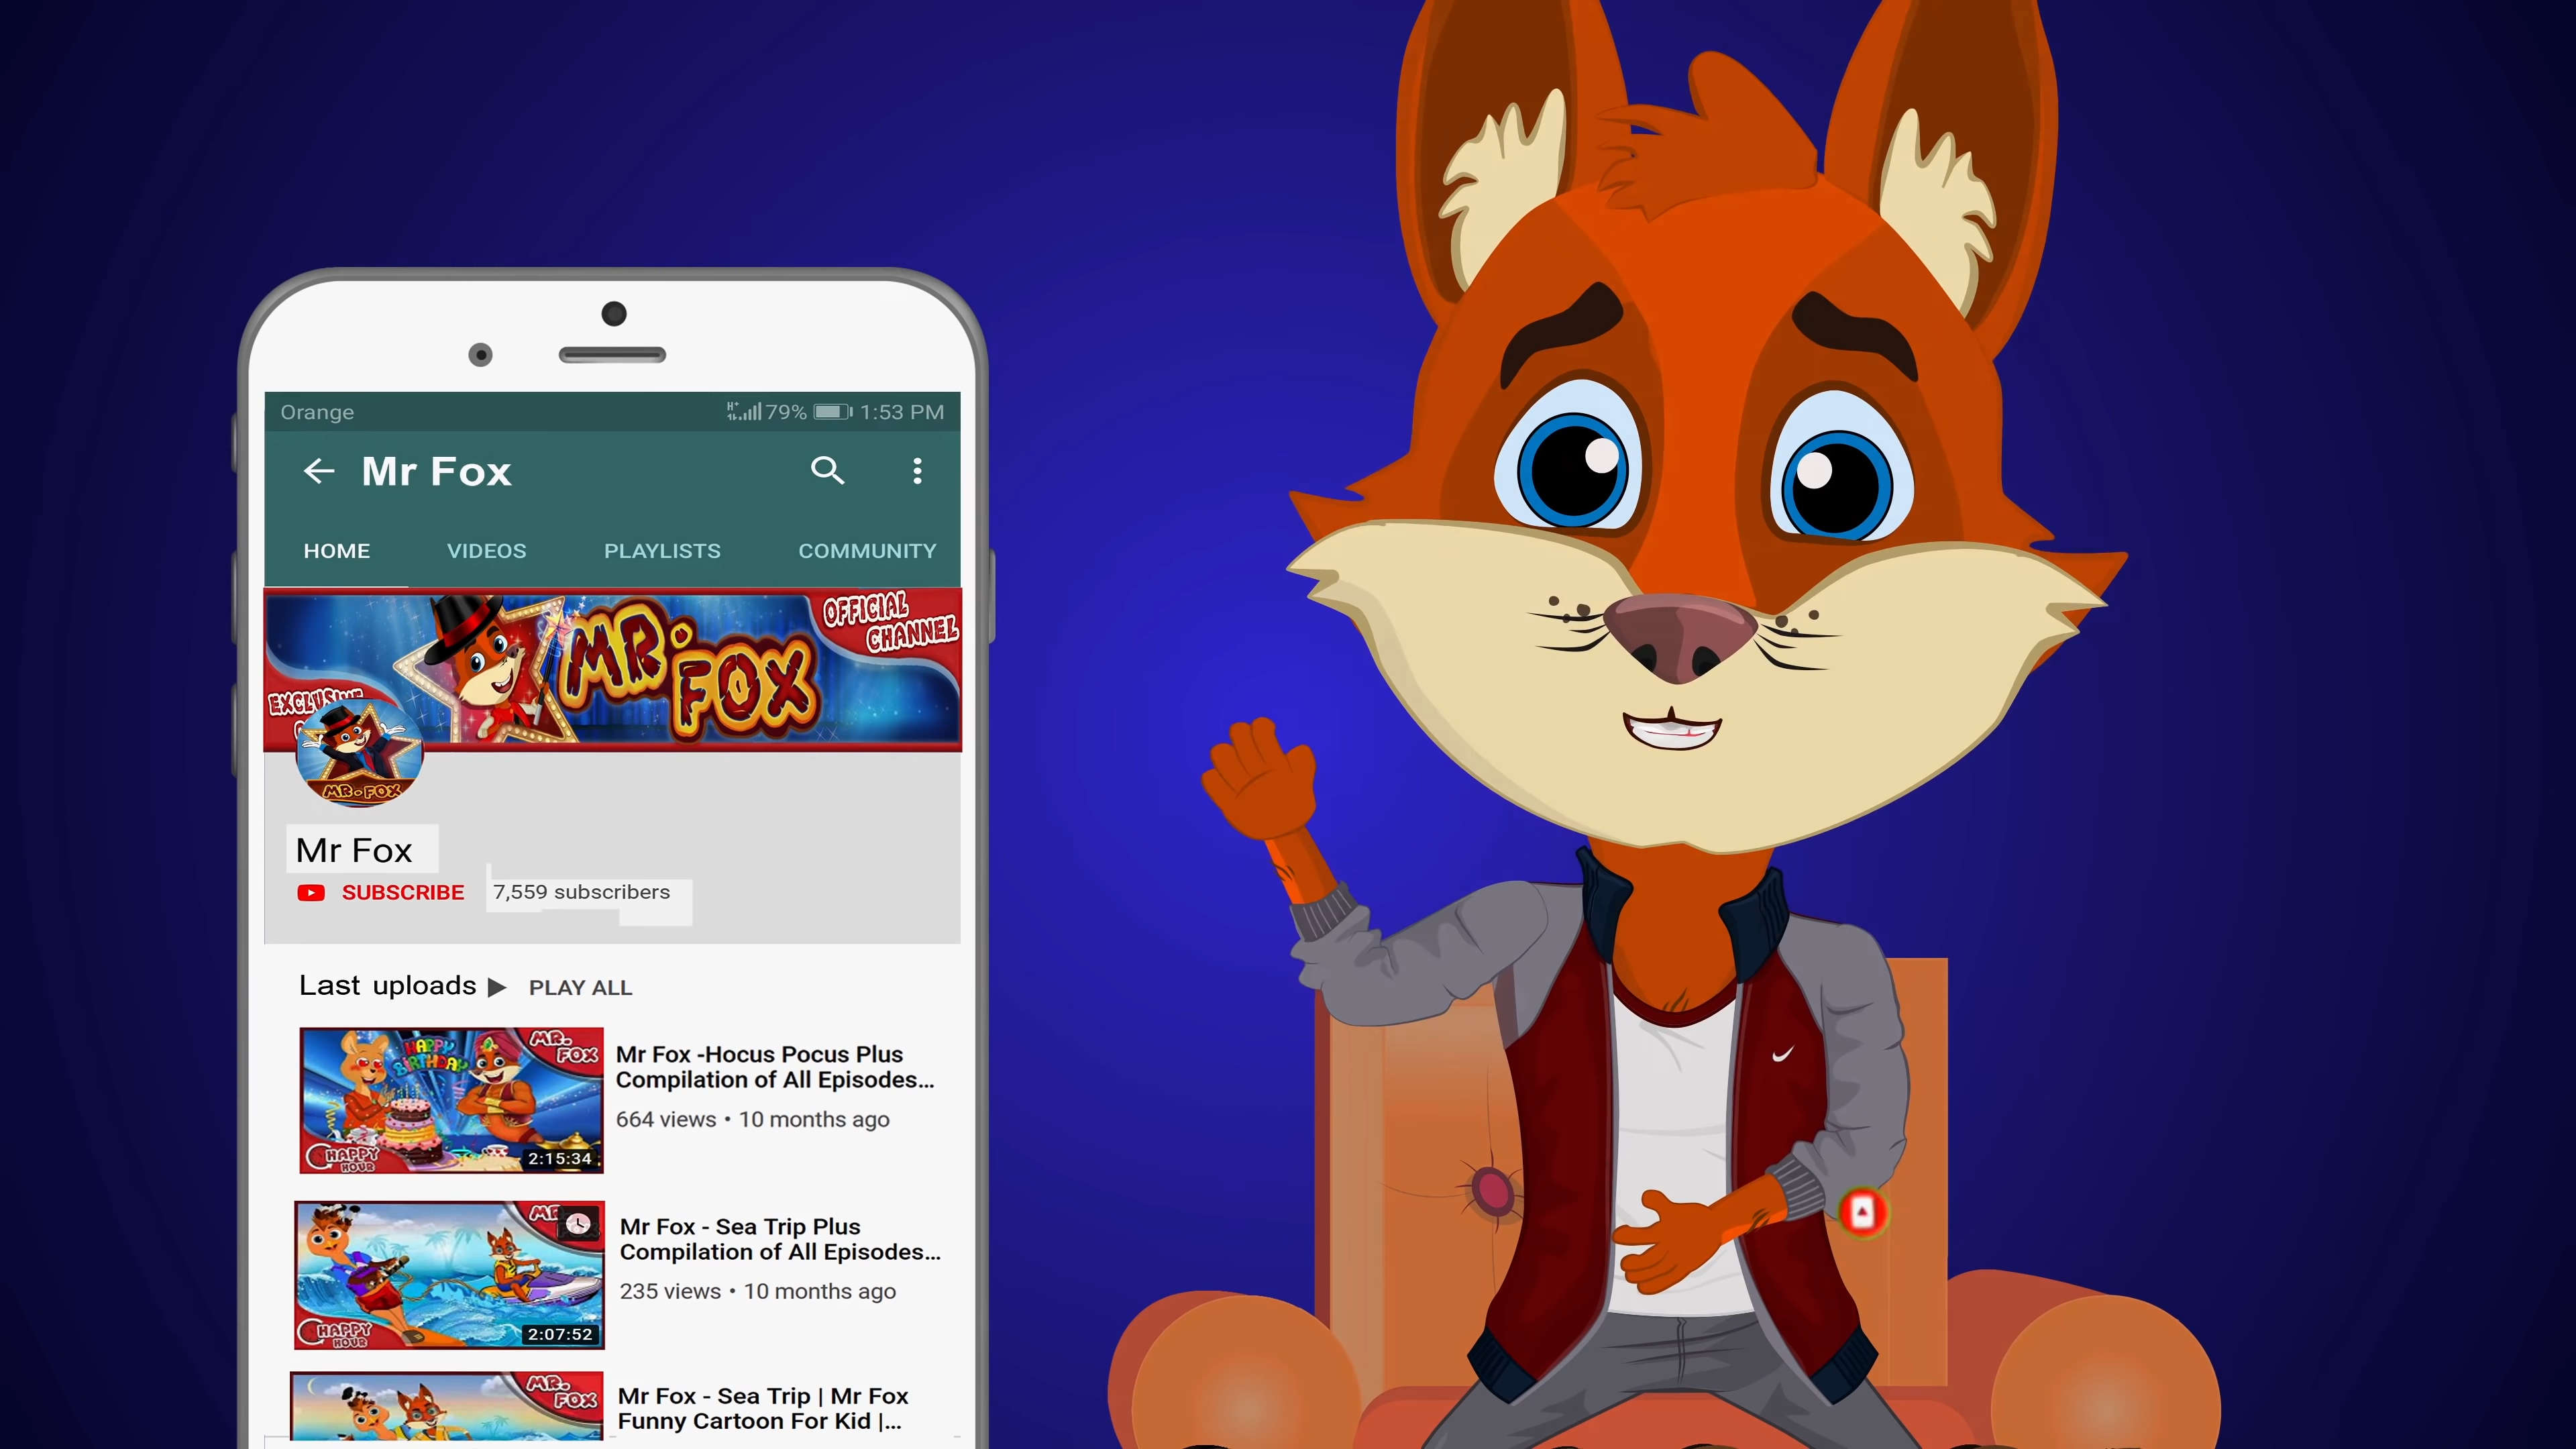 Orange
79% 1:53 PM
Mr Fox
HOME VIDEOS PLAYLISTS COMMUNITY
OFFICIAL
CHANNEL
MR.
FOX
EXCLUSIVE
MR. FOX
Mr Fox
SUBSCRIBE 7,559 subscribers
Last uploads PLAY ALL
MR.
FOX
HAPPY
BIRTHDAY
HAPPY
HOUR
2:15:34
Mr Fox -Hocus Pocus Plus
Compilation of All Episodes...
664 views • 10 months ago
HAPPY
HOUR
2:07:52
Mr Fox - Sea Trip Plus
Compilation of All Episodes...
235 views • 10 months ago
MR.
FOX
Mr Fox - Sea Trip | Mr Fox
Funny Cartoon For Kid |...